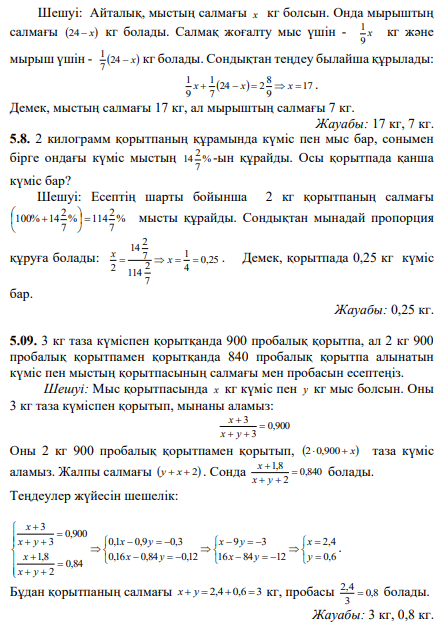 Шешуі: Айталық, мыстың салмағы x кг болсын. Онда мырыштың
салмағы (24 – x) кг болады. Салмақ жоғалту мыс үшін - 1/9 x кг және
мырыш үшін - 1/7 (24 – x) кг болады. Сондықтан теңдеу былайша құрылады:
1/9 x + 1/7 (24 – x) = 2 8/9 ⇒ x = 17 .
Демек, мыстың салмағы 17 кг, ал мырыштың салмағы 7 кг.
Жауабы: 17 кг, 7 кг.
5.8. 2 килограмм қорытпаның құрамында күміс пен мыс бар, сонымен
бірге ондағы күміс мыстың 14 2/7 %-ын құрайды. Осы қорытпада қанша
күміс бар?
Шешуі: Есептің шарты бойынша 2 кг қорытпаның салмағы
(100% + 14 2/7 %) = 114 2/7 % мысты құрайды. Сондықтан мынадай пропорция
құруға болады: x/2 = (14 2/7)/(114 2/7) ⇒ x = 1/4 = 0,25 . Демек, қорытпада 0,25 кг күміс
бар.
Жауабы: 0,25 кг.
5.09. 3 кг таза күміспен қорытқанда 900 пробалық қорытпа, ал 2 кг 900
пробалық қорытпамен қорытқанда 840 пробалық қорытпа алынатын
күміс пен мыстың қорытпасының салмағы мен пробасын есептеңіз.
Шешуі: Мыс қорытпасында x кг күміс пен y кг мыс болсын. Оны
3 кг таза күміспен қорытып, мынаны аламыз:
(x + 3)/(x + y + 3) = 0,900
Оны 2 кг 900 пробалық қорытпамен қорытып, (2 · 0,900 + x) таза күміс
аламыз. Жалпы салмағы (y + x + 2) . Сонда (x + 1,8)/(x + y + 2) = 0,840 болады.
Теңдеулер жүйесін шешелік:
{(x + 3)/(x + y + 3) = 0,900; (x + 1,8)/(x + y + 2) = 0,84} ⇒ {0,1x – 0,9y = –0,3; 0,16x – 0,84y = –0,12} ⇒ {x – 9y = –3; 16x – 84y = –12} ⇒ {x = 2,4; y = 0,6} .
Бұдан қорытпаның салмағы x + y = 2,4 + 0,6 = 3 кг, пробасы 2,4/3 = 0,8 болады.
Жауабы: 3 кг, 0,8 кг.